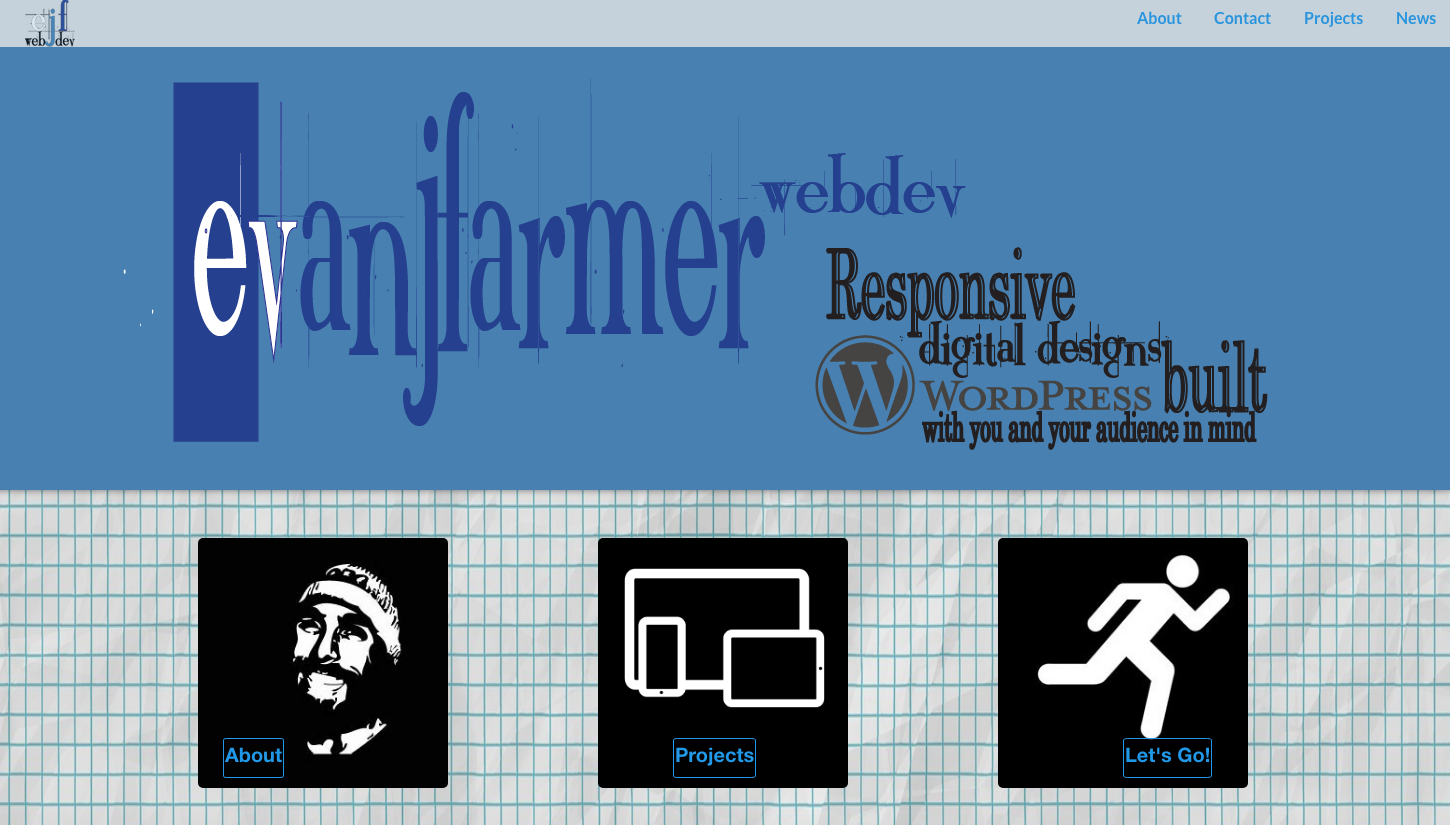 ejf
webdev
About Contact Projects News
evanjfarmer
webdev
Responsive
digital designs
WORDPRESS built
with you and your audience in mind
About
Projects
Let's Go!